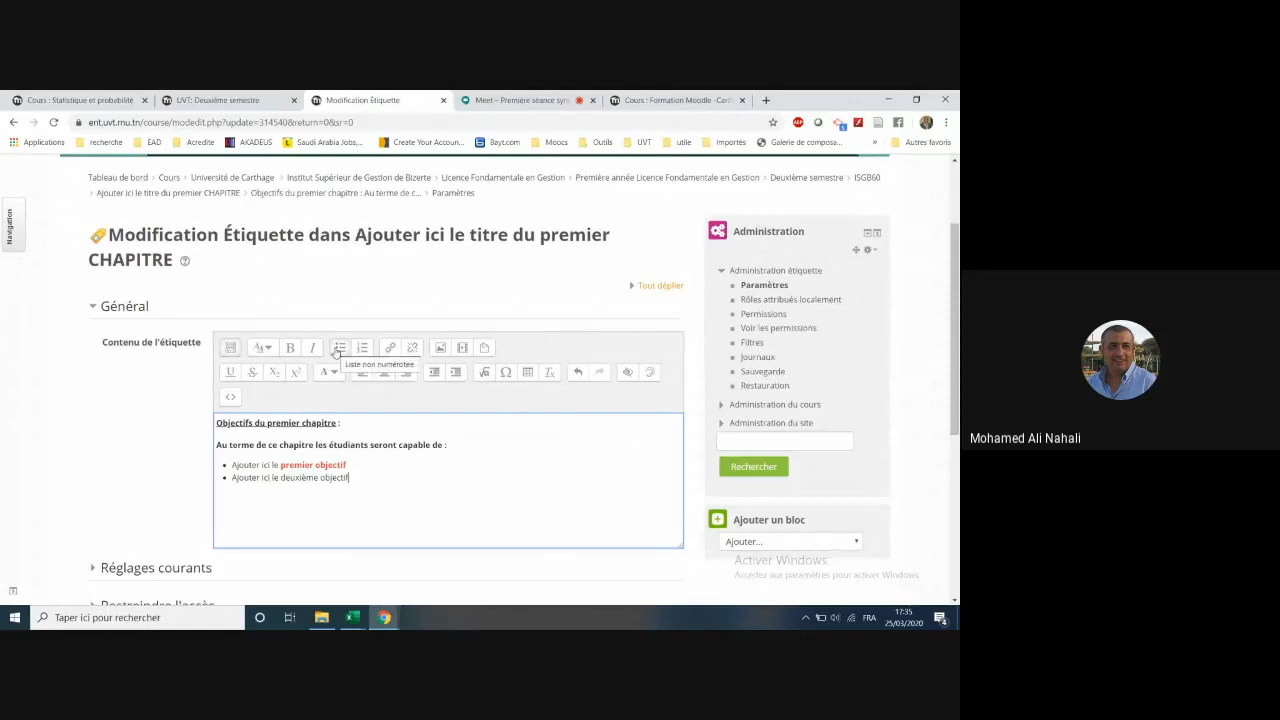 Cours : Statistique et probabilité
UVT: Deuxième semestre
Modification Étiquette
Meet – Première séance syn
Cours : Formation Moodle -Cart
ent.uvt.rnu.tn/course/modedit.php?update=314540&return=0&sr=0
Applications
recherche
EAD
Acredite
AKADEUS
Saudi Arabia Jobs,...
Create Your Accoun...
Bayt.com
Moocs
Outils
UVT
utile
Importés
Galerie de composa...
»
Autres favoris
Tableau de bord > Cours > Université de Carthage > Institut Supérieur de Gestion de Bizerte > Licence Fondamentale en Gestion > Première année Licence Fondamentale en Gestion > Deuxième semestre > ISGB60
> Ajouter ici le titre du premier CHAPITRE > Objectifs du premier chapitre : Au terme de c... > Paramètres
Navigation
Modification Étiquette dans Ajouter ici le titre du premier
CHAPITRE
Tout déplier
Général
Contenu de l'étiquette
Liste non numérotée
Objectifs du premier chapitre :
Au terme de ce chapitre les étudiants seront capable de :
• Ajouter ici le premier objectif
• Ajouter ici le deuxième objectif
Réglages courants
Restreindre l'accès
Administration
Administration étiquette
Paramètres
Rôles attribués localement
Permissions
Voir les permissions
Filtres
Journaux
Sauvegarde
Restauration
Administration du cours
Administration du site
Rechercher
Ajouter un bloc
Ajouter...
Activer Windows
Accédez aux paramètres pour activer Windows.
Taper ici pour rechercher
FRA
17:35
25/03/2020
Mohamed Ali Nahali